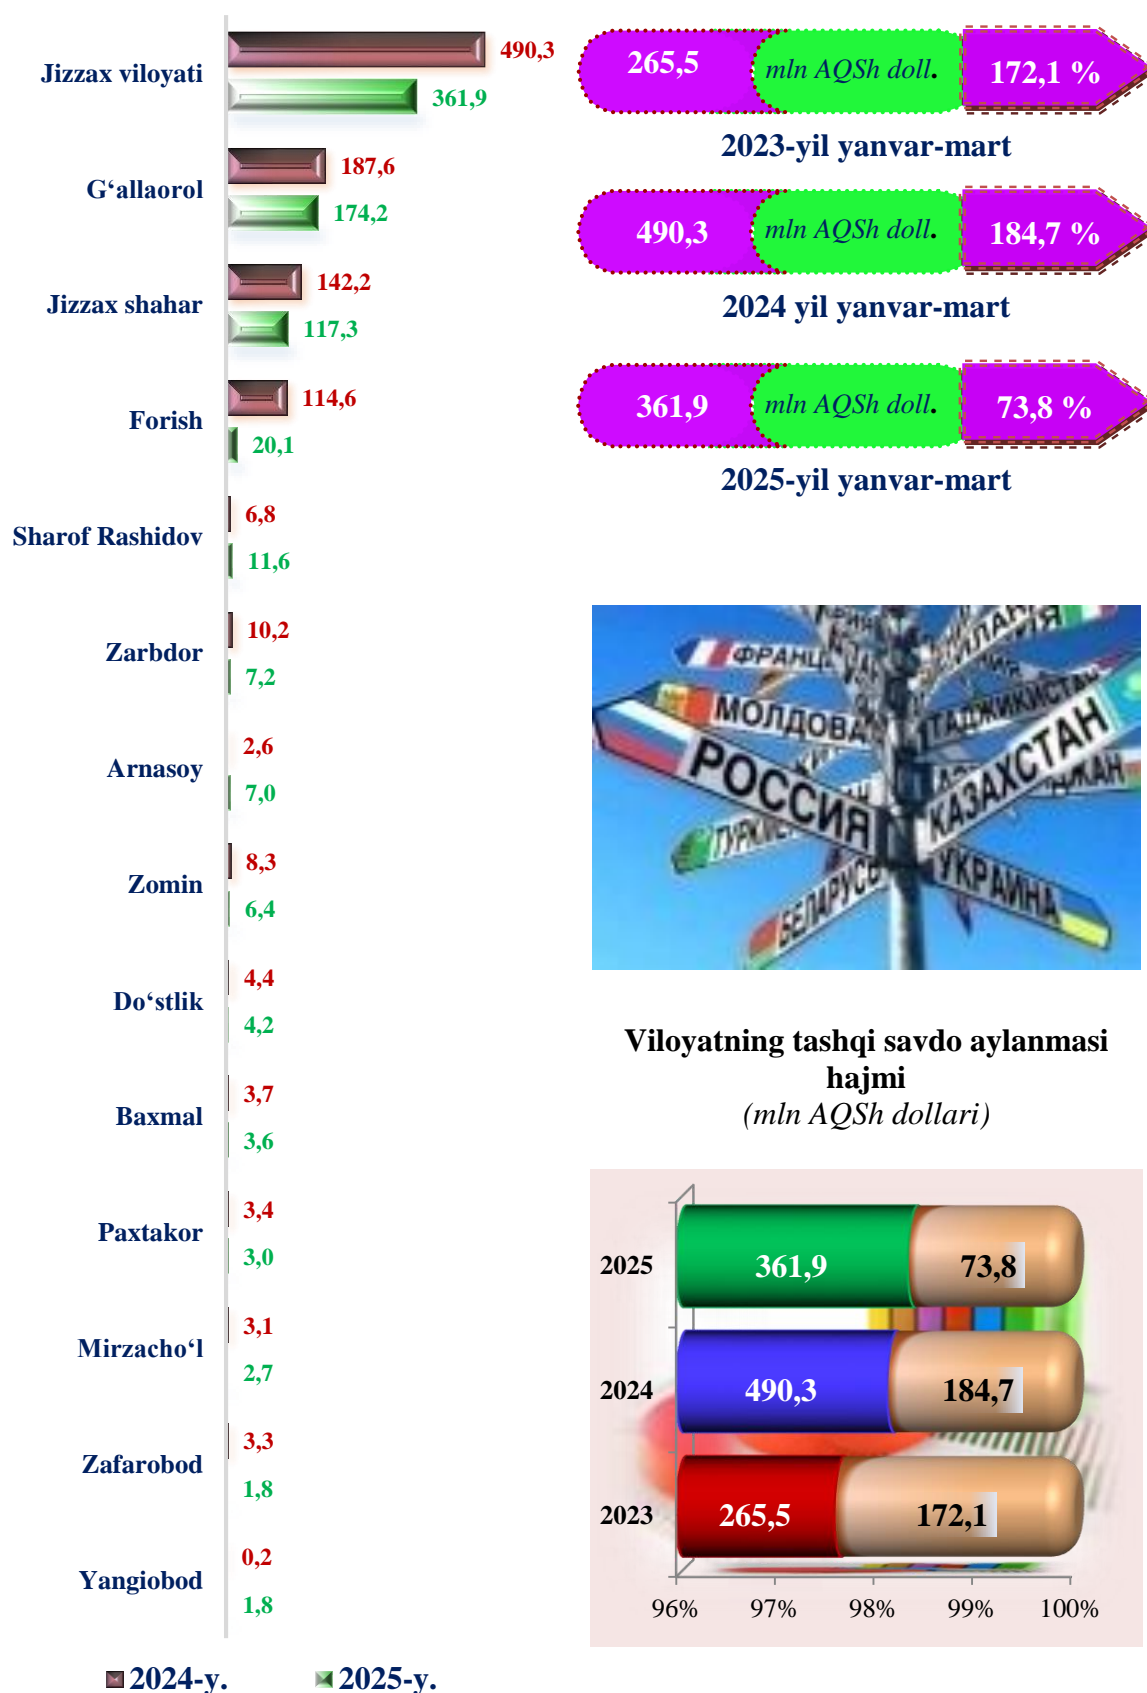 Jizzax viloyati
490,3
361,9
G‘allaorol
187,6
174,2
Jizzax shahar
142,2
117,3
Forish
114,6
20,1
Sharof Rashidov
6,8
11,6
Zarbdor
10,2
7,2
Arnasoy
2,6
7,0
Zomin
8,3
6,4
Do‘stlik
4,4
4,2
Baxmal
3,7
3,6
Paxtakor
3,4
3,0
Mirzacho‘l
3,1
2,7
Zafarobod
3,3
1,8
Yangiobod
0,2
1,8
2024-y. 2025-y.
265,5 mln AQSh doll. 172,1 %
2023-yil yanvar-mart
490,3 mln AQSh doll. 184,7 %
2024 yil yanvar-mart
361,9 mln AQSh doll. 73,8 %
2025-yil yanvar-mart
МОЛДОВА
ТАДЖИКИСТАН
РОССИЯ
КАЗАХСТАН
БЕЛАРУСЬ
УКРАИНА
Viloyatning tashqi savdo aylanmasi
hajmi
(mln AQSh dollari)
2025 361,9 73,8
2024 490,3 184,7
2023 265,5 172,1
96% 97% 98% 99% 100%